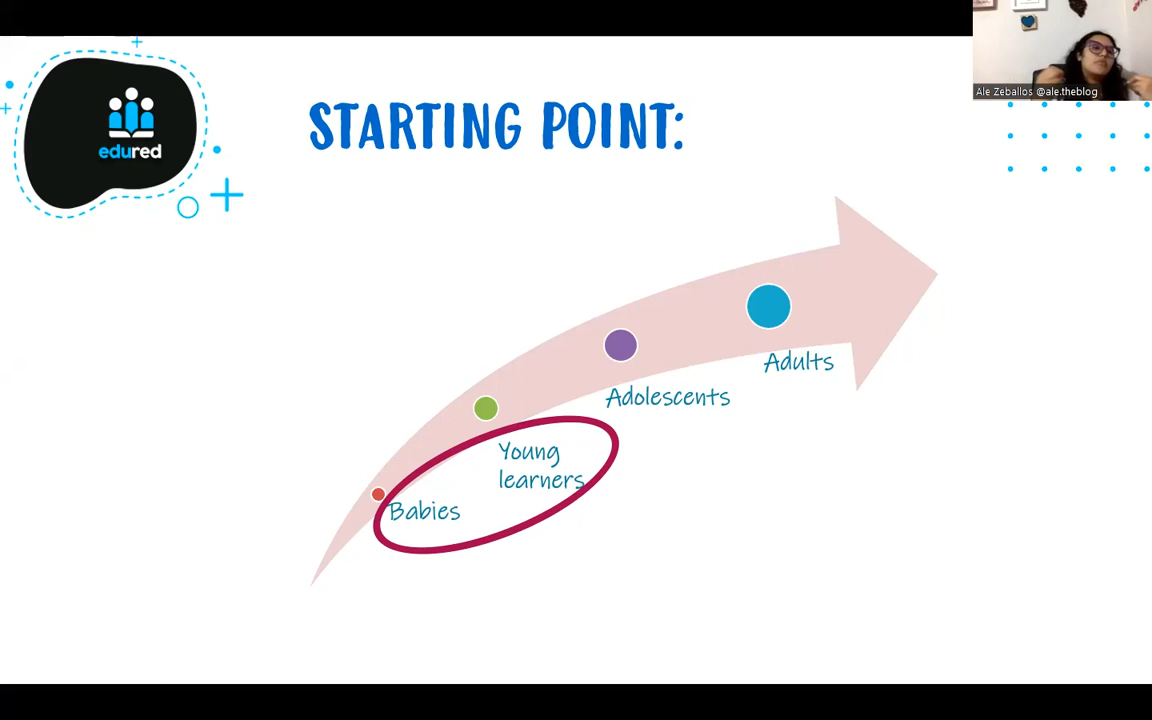 Ale Zeballos @ale.theblog
edured
STARTING POINT:
Adults
Adolescents
Young
learners
Babies